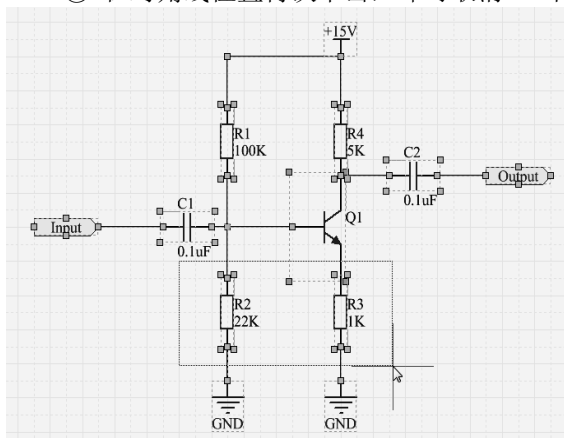 +15V
R1
100K
R4
5K
C2
0.1uF
Output
C1
0.1uF
Input
Q1
R2
22K
R3
1K
GND
GND